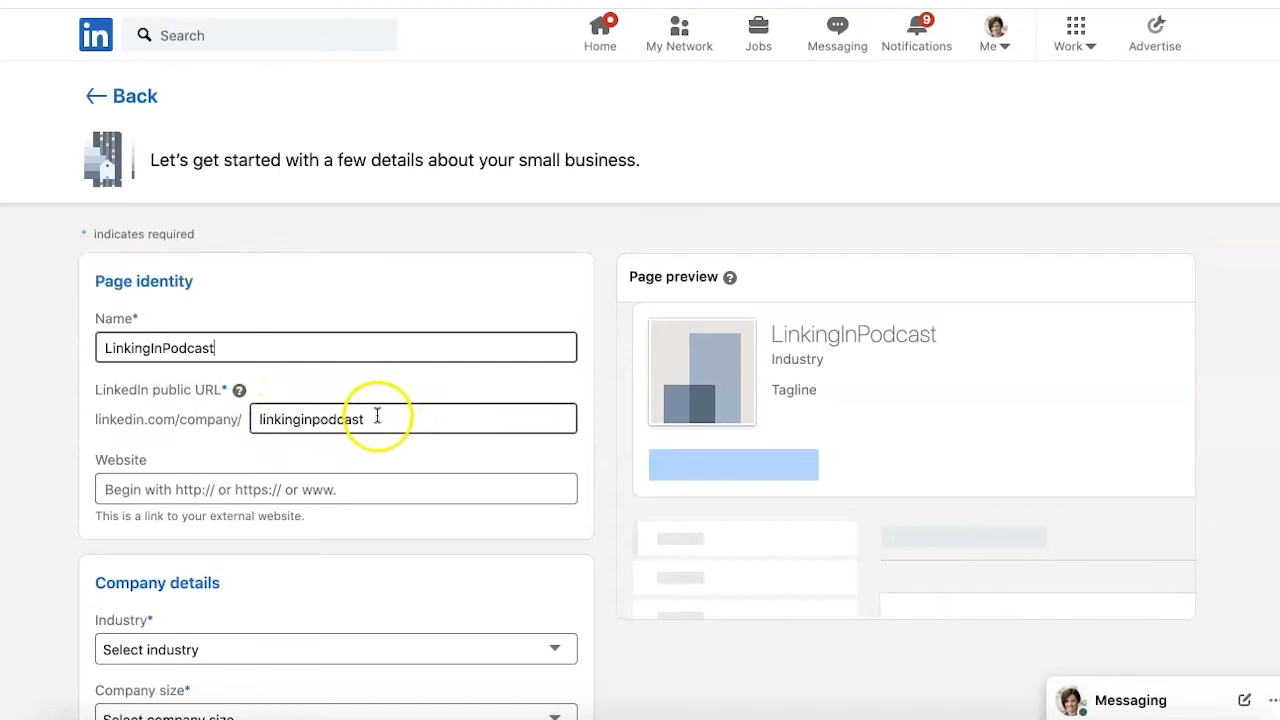 in
Search
Home
My Network
Jobs
Messaging
9
Notifications
Me
Work
Advertise
← Back
Let's get started with a few details about your small business.
* indicates required
Page identity
Name*
LinkingInPodcast
LinkedIn public URL* ?
linkedin.com/company/ linkinginpodcast
Website
Begin with http:// or https:// or www.
This is a link to your external website.
Company details
Industry*
Select industry
Company size*
Select company size
Page preview ?
LinkingInPodcast
Industry
Tagline
Messaging